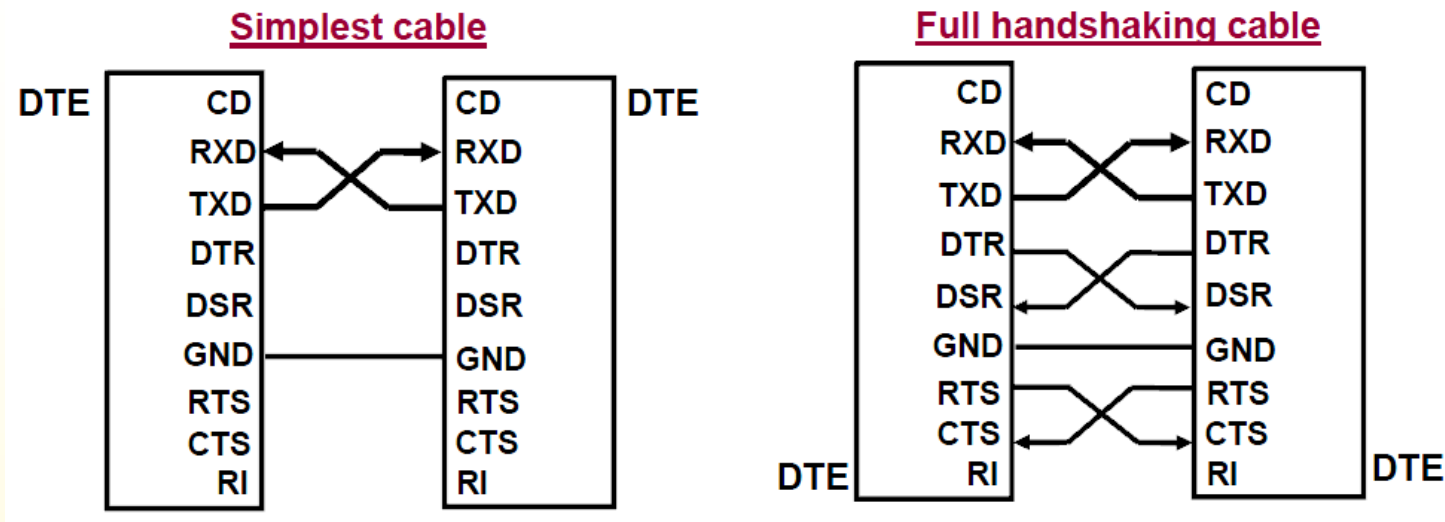 Simplest cable
DTE
CD
RXD
TXD
DTR
DSR
GND
RTS
CTS
RI
CD
RXD
TXD
DTR
DSR
GND
RTS
CTS
RI
DTE
Full handshaking cable
DTE
CD
RXD
TXD
DTR
DSR
GND
RTS
CTS
RI
CD
RXD
TXD
DTR
DSR
GND
RTS
CTS
RI
DTE